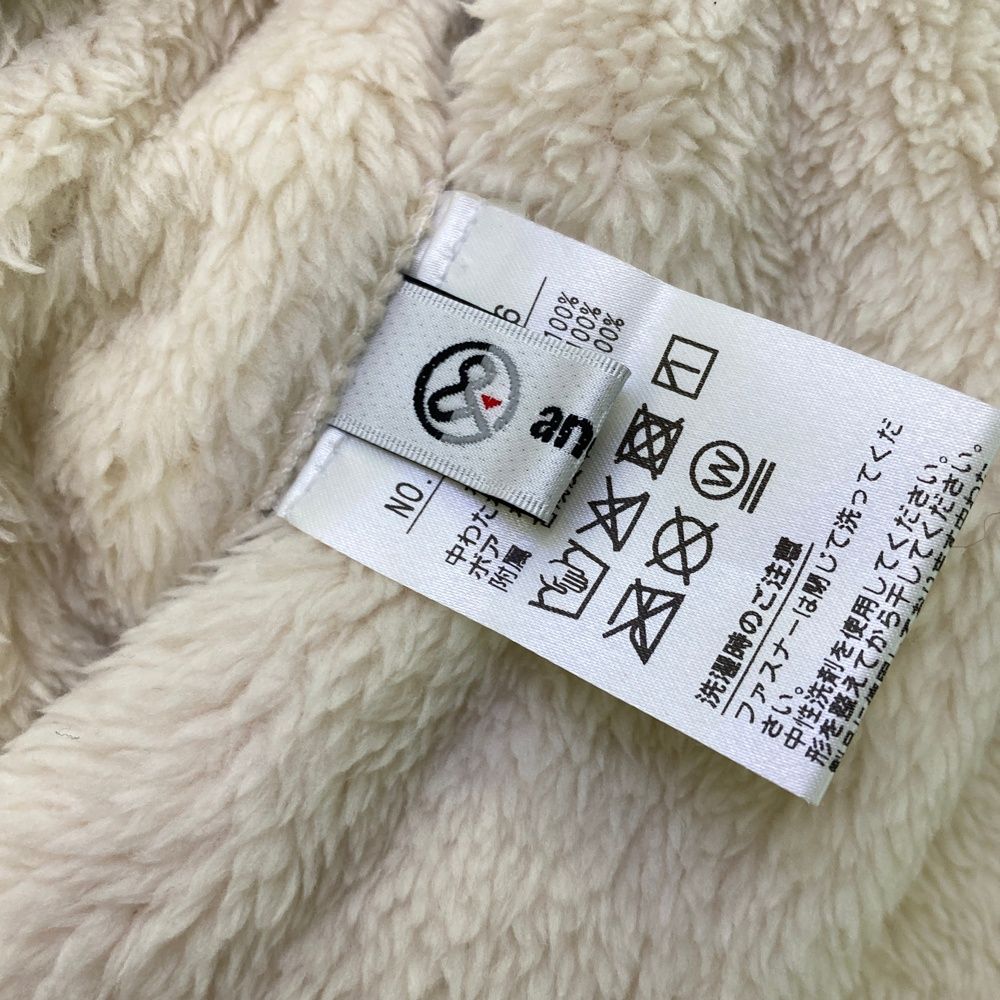 6
100%
100%
00%
an
NO.
中わた
ボア
附属
W
洗濯時のご注意
ファスナーは閉じて洗ってくだ
さい。
中性洗剤を使用してください。
形を整えてから干してください。